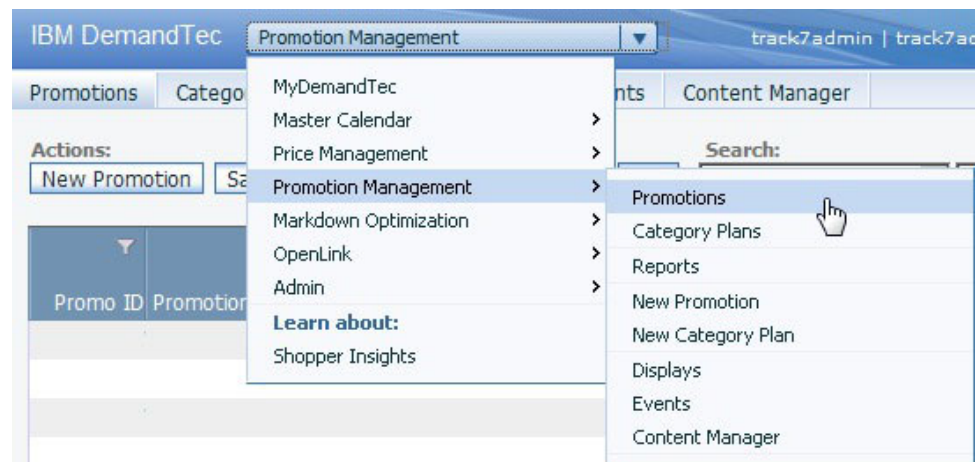 IBM DemandTec Promotion Management track7admin | track7ad
Promotions Catego nts Content Manager
MyDemandTec
Master Calendar
Actions: Price Management Search:
New Promotion Sa
Promotion Management
Promotions
Markdown Optimization
Category Plans
OpenLink
Reports
Promo ID Promotion Admin
New Promotion
Learn about:
New Category Plan
Shopper Insights
Displays
Events
Content Manager